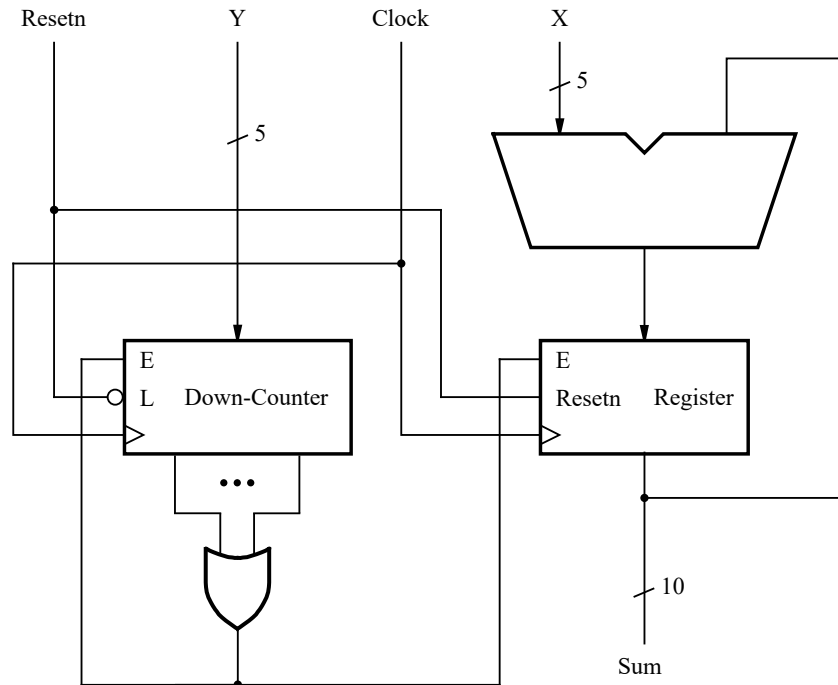 Resetn Y Clock X
5
5
E E
L Down-Counter Resetn Register
10
Sum